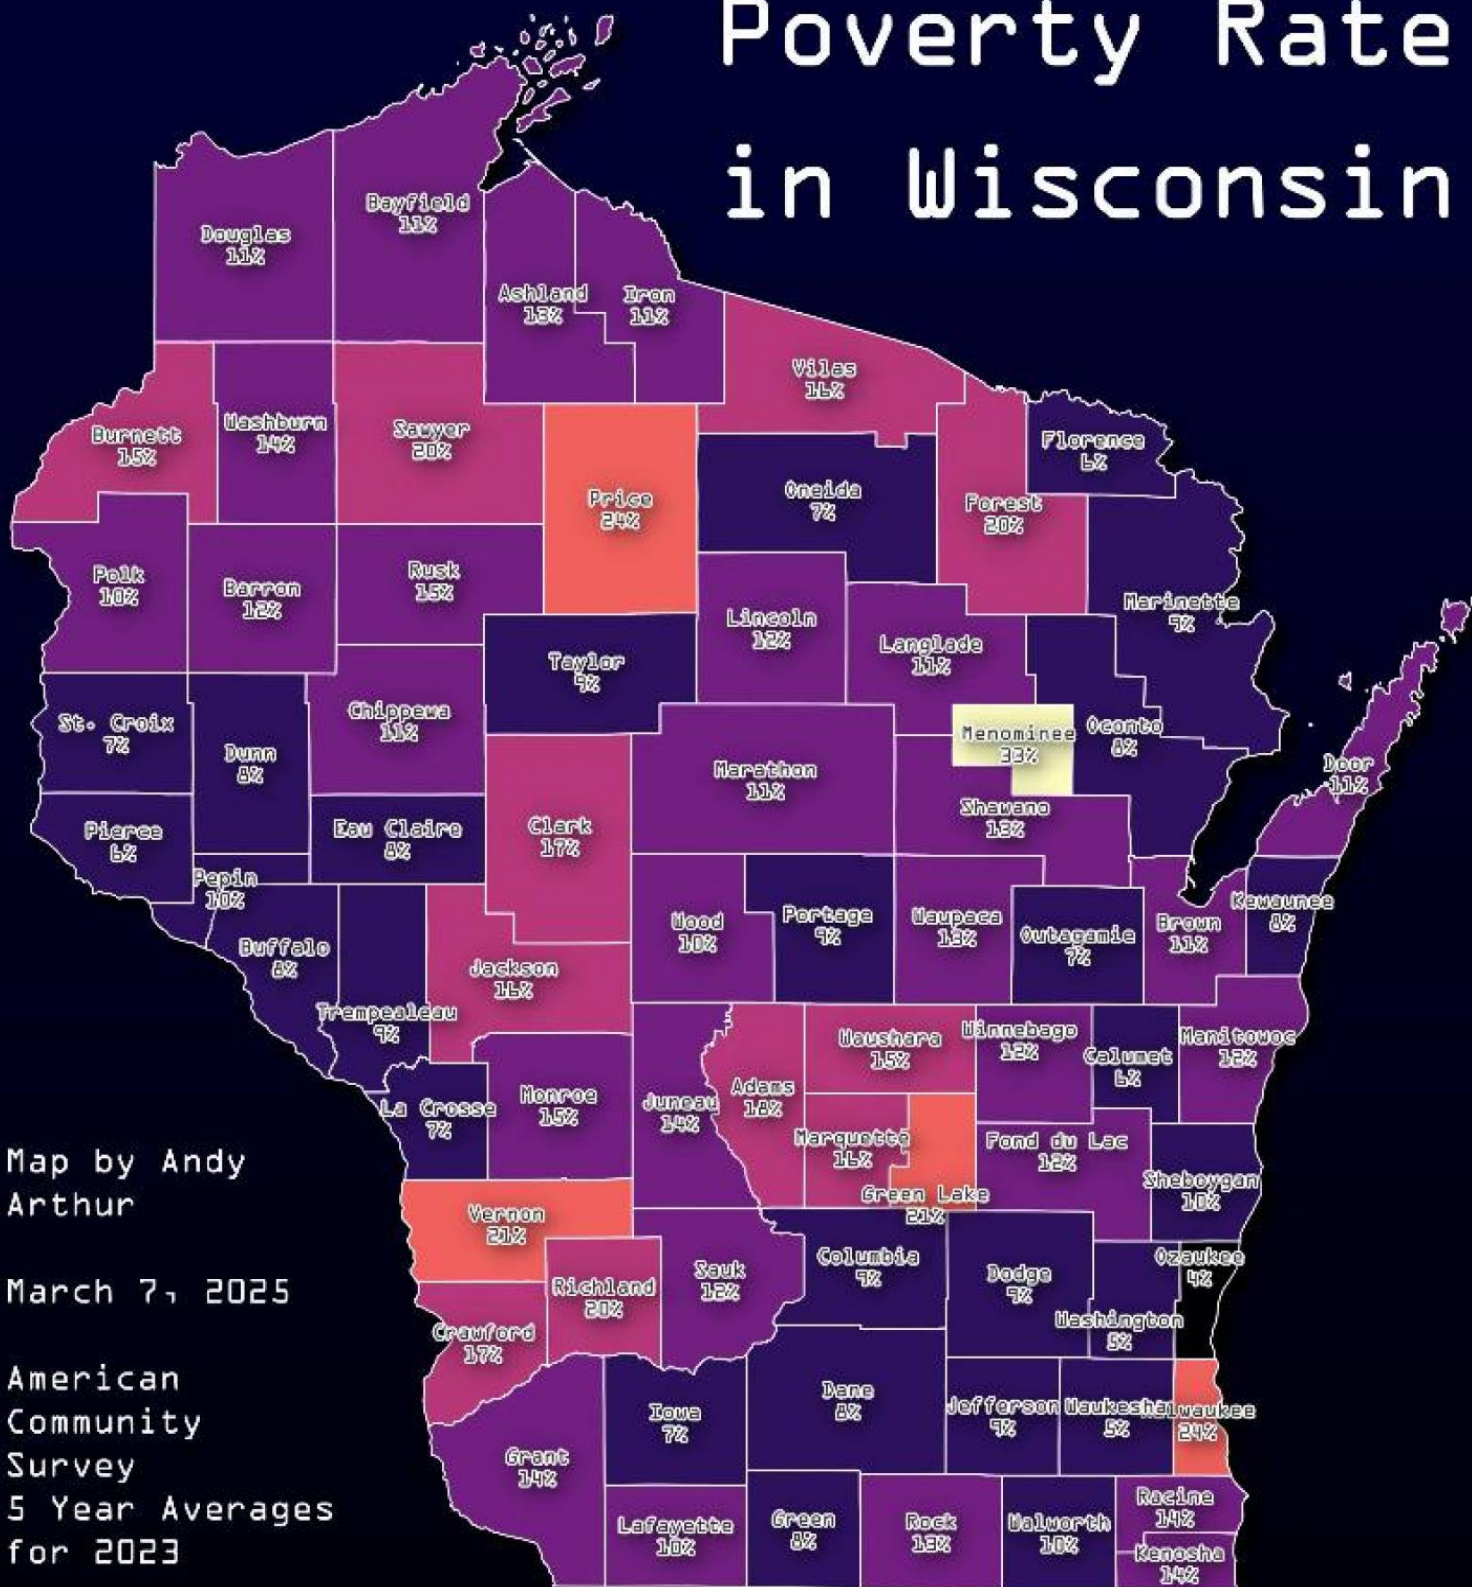 Poverty Rate
in Wisconsin
Bayfield
11%
Douglas
11%
Ashland
13%
Iron
11%
Vilas
16%
Burnett
15%
Washburn
14%
Sawyer
20%
Florence
6%
Price
24%
Oneida
7%
Forest
20%
Polk
10%
Barron
12%
Rusk
15%
Marinette
9%
Lincoln
12%
Langlade
11%
Taylor
9%
St. Croix
7%
Dunn
8%
Chippewa
11%
Menominee
33%
Oconto
8%
Marathon
11%
Door
11%
Shawano
13%
Pierce
6%
Eau Claire
8%
Clark
17%
Pepin
10%
Kewaunee
8%
Wood
10%
Portage
9%
Waupaca
13%
Outagamie
7%
Brown
11%
Buffalo
8%
Jackson
16%
Trempealeau
9%
Waushara
15%
Winnebago
12%
Calumet
6%
Manitowoc
12%
La Crosse
7%
Monroe
15%
Juneau
14%
Adams
18%
Marquette
16%
Fond du Lac
12%
Sheboygan
10%
Green Lake
21%
Vernon
21%
Richland
20%
Sauk
12%
Columbia
9%
Dodge
9%
Ozaukee
4%
Washington
5%
Crawford
17%
Iowa
7%
Dane
8%
Jefferson
9%
Waukesha
5%
Milwaukee
24%
Grant
14%
Lafayette
10%
Green
8%
Rock
13%
Walworth
10%
Racine
14%
Kenosha
14%
Map by Andy
Arthur
March 7, 2025
American
Community
Survey
5 Year Averages
for 2023